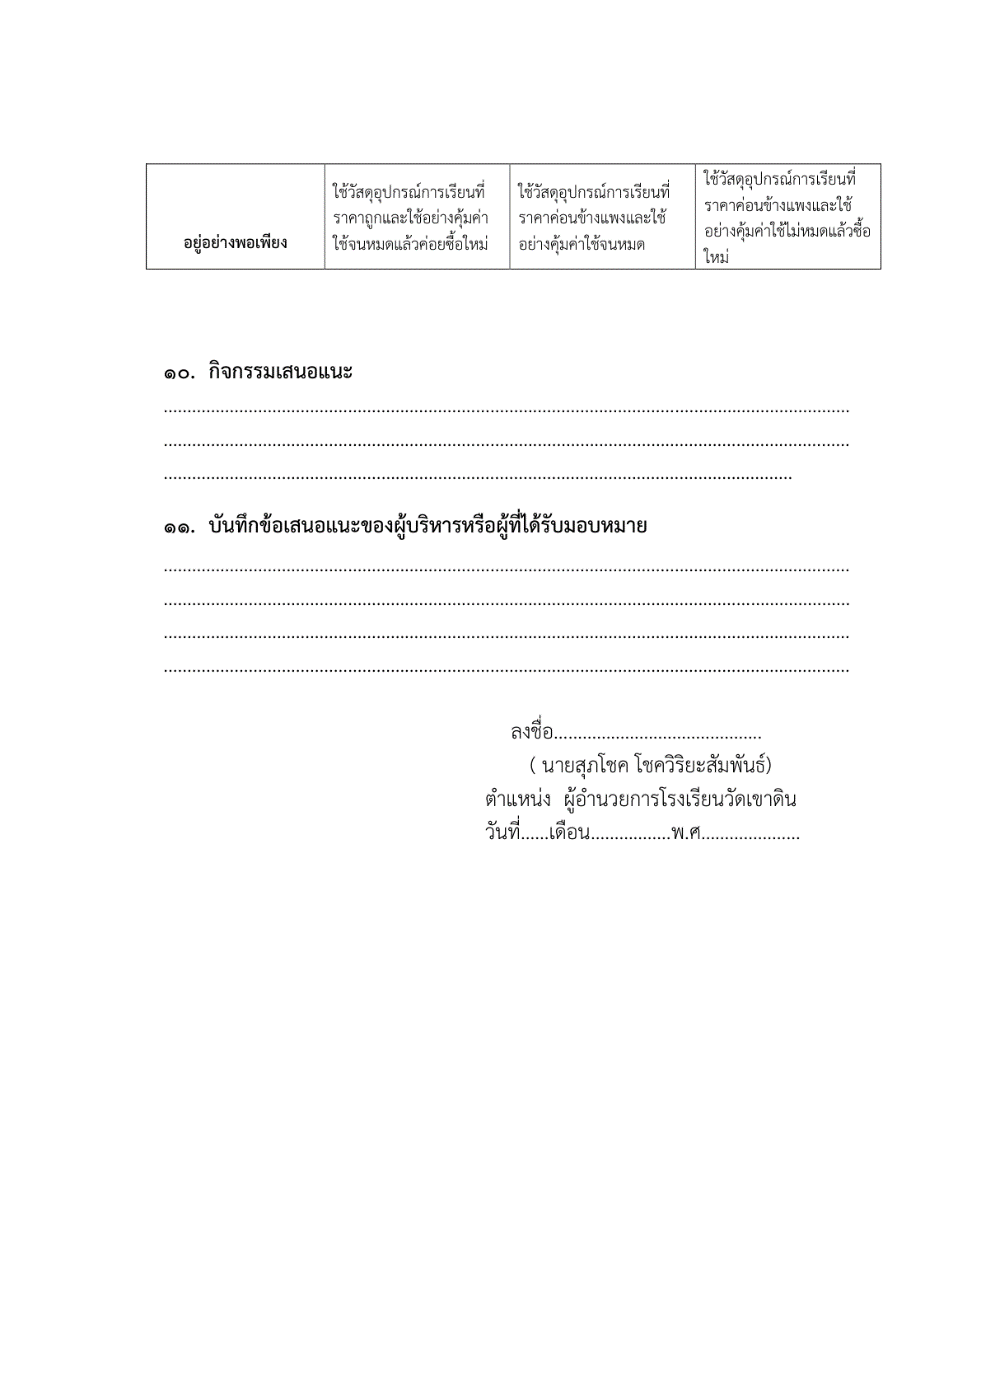 อยู่อย่างพอเพียง
ใช้วัสดุอุปกรณ์การเรียนที่
ราคาถูกและใช้อย่างคุ้มค่า
ใช้จนหมดแล้วค่อยซื้อใหม่
ใช้วัสดุอุปกรณ์การเรียนที่
ราคาค่อนข้างแพงและใช้
อย่างคุ้มค่าใช้จนหมด
ใช้วัสดุอุปกรณ์การเรียนที่
ราคาค่อนข้างแพงและใช้
อย่างคุ้มค่าใช้ไม่หมดแล้วซื้อ
ใหม่
๑๐. กิจกรรมเสนอแนะ
................................................................................................................................................
................................................................................................................................................
....................................................................................................................................
๑๑. บันทึกข้อเสนอแนะของผู้บริหารหรือผู้ที่ได้รับมอบหมาย
................................................................................................................................................
................................................................................................................................................
................................................................................................................................................
................................................................................................................................................
ลงชื่อ............................................
( นายสุภโชค โชควิริยะสัมพันธ์)
ตำแหน่ง ผู้อำนวยการโรงเรียนวัดเขาดิน
วันที่......เดือน.................พ.ศ.....................